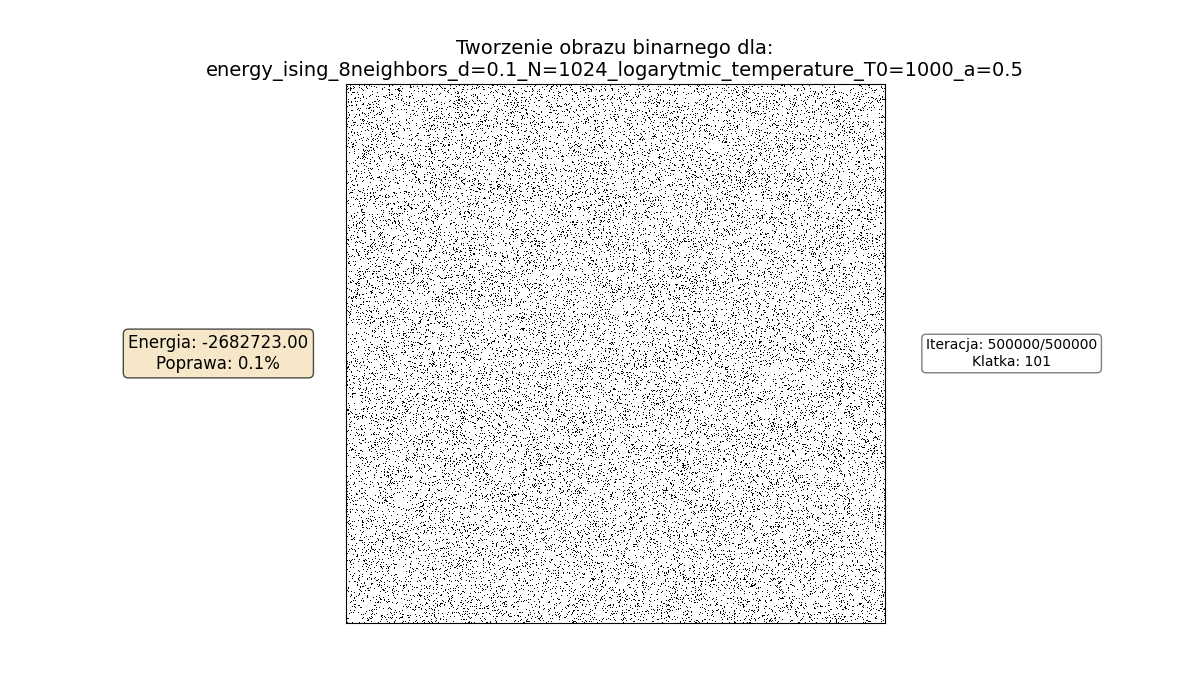 Tworzenie obrazu binarnego dla:
energy_ising_8neighbors_d=0.1_N=1024_logarytmic_temperature_T0=1000_a=0.5
Energia: -2682723.00
Poprawa: 0.1%
Iteracja: 500000/500000
Klatka: 101